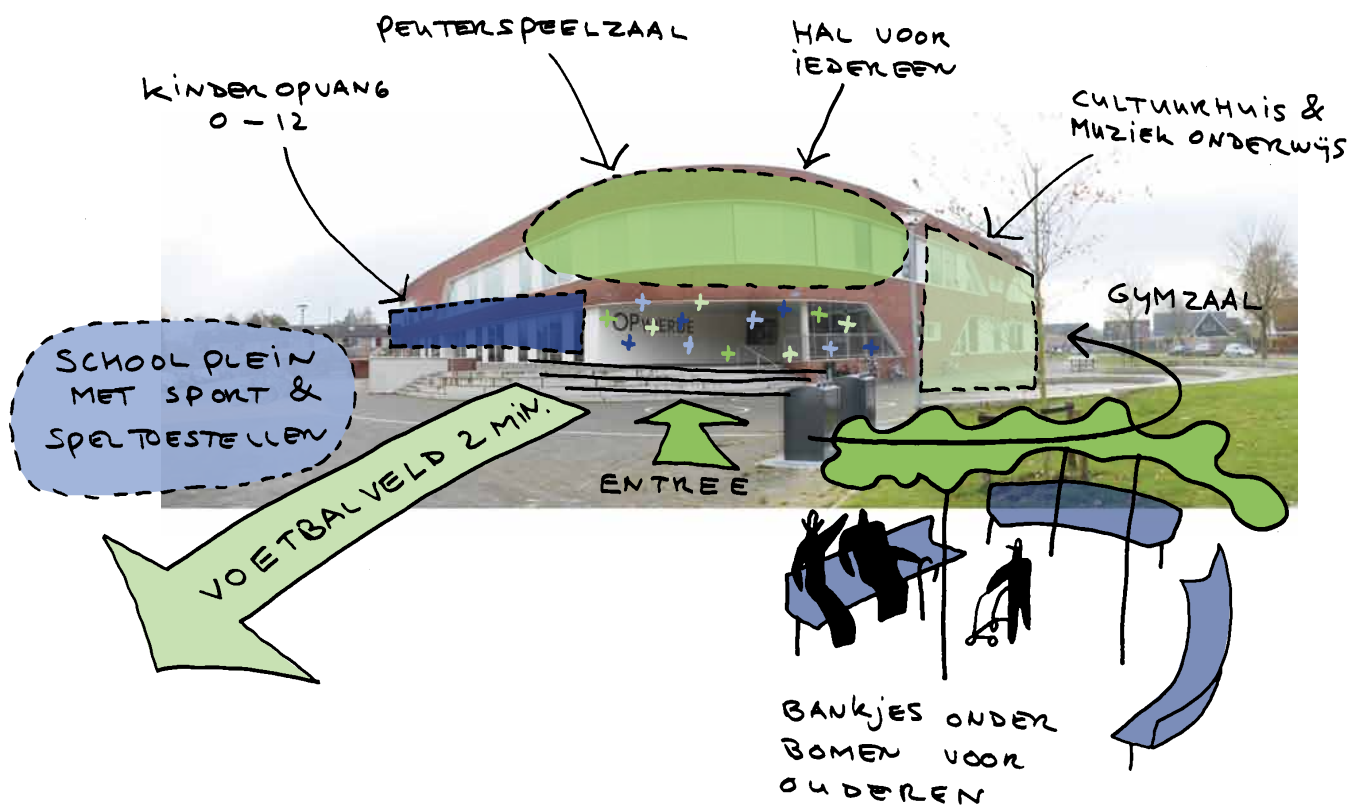 PEUTERSPEELZAAL
HAL VOOR
IEDEREEN
KINDEROPVANG
0 – 12
CULTUURHUIS &
MUZIEK ONDERWIJS
GYMZAAL
OPWIERDE
SCHOOLPLEIN
MET SPORT &
SPELTOESTELLEN
VOETBALVELD 2 MIN.
ENTREE
BANKJES ONDER
BOMEN VOOR
OUDEREN